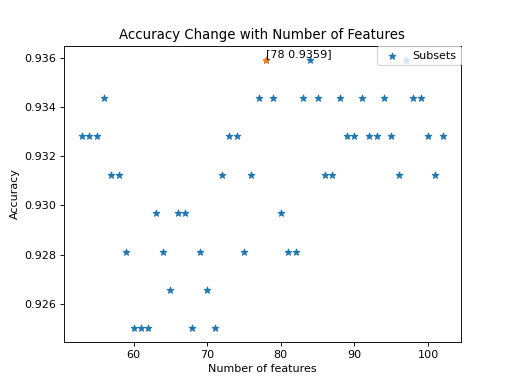 Accuracy Change with Number of Features
[78 0.9359]
Subsets
0.936
0.934
0.932
0.930
0.928
0.926
Accuracy
60 70 80 90 100
Number of features